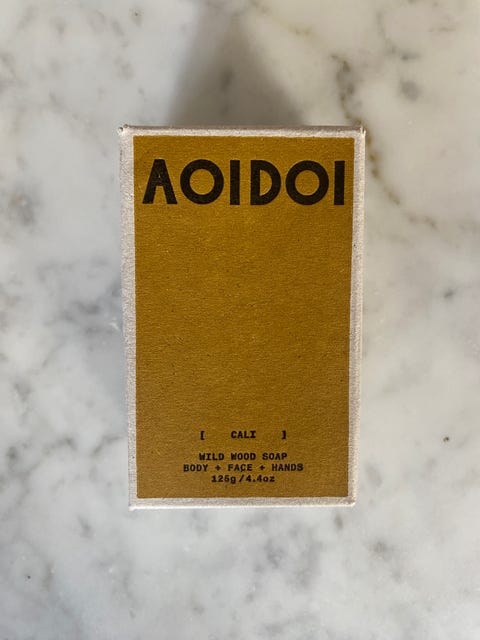 AOIDOI
[ CALI ]
WILD WOOD SOAP
BODY + FACE + HANDS
125g/4.4oz